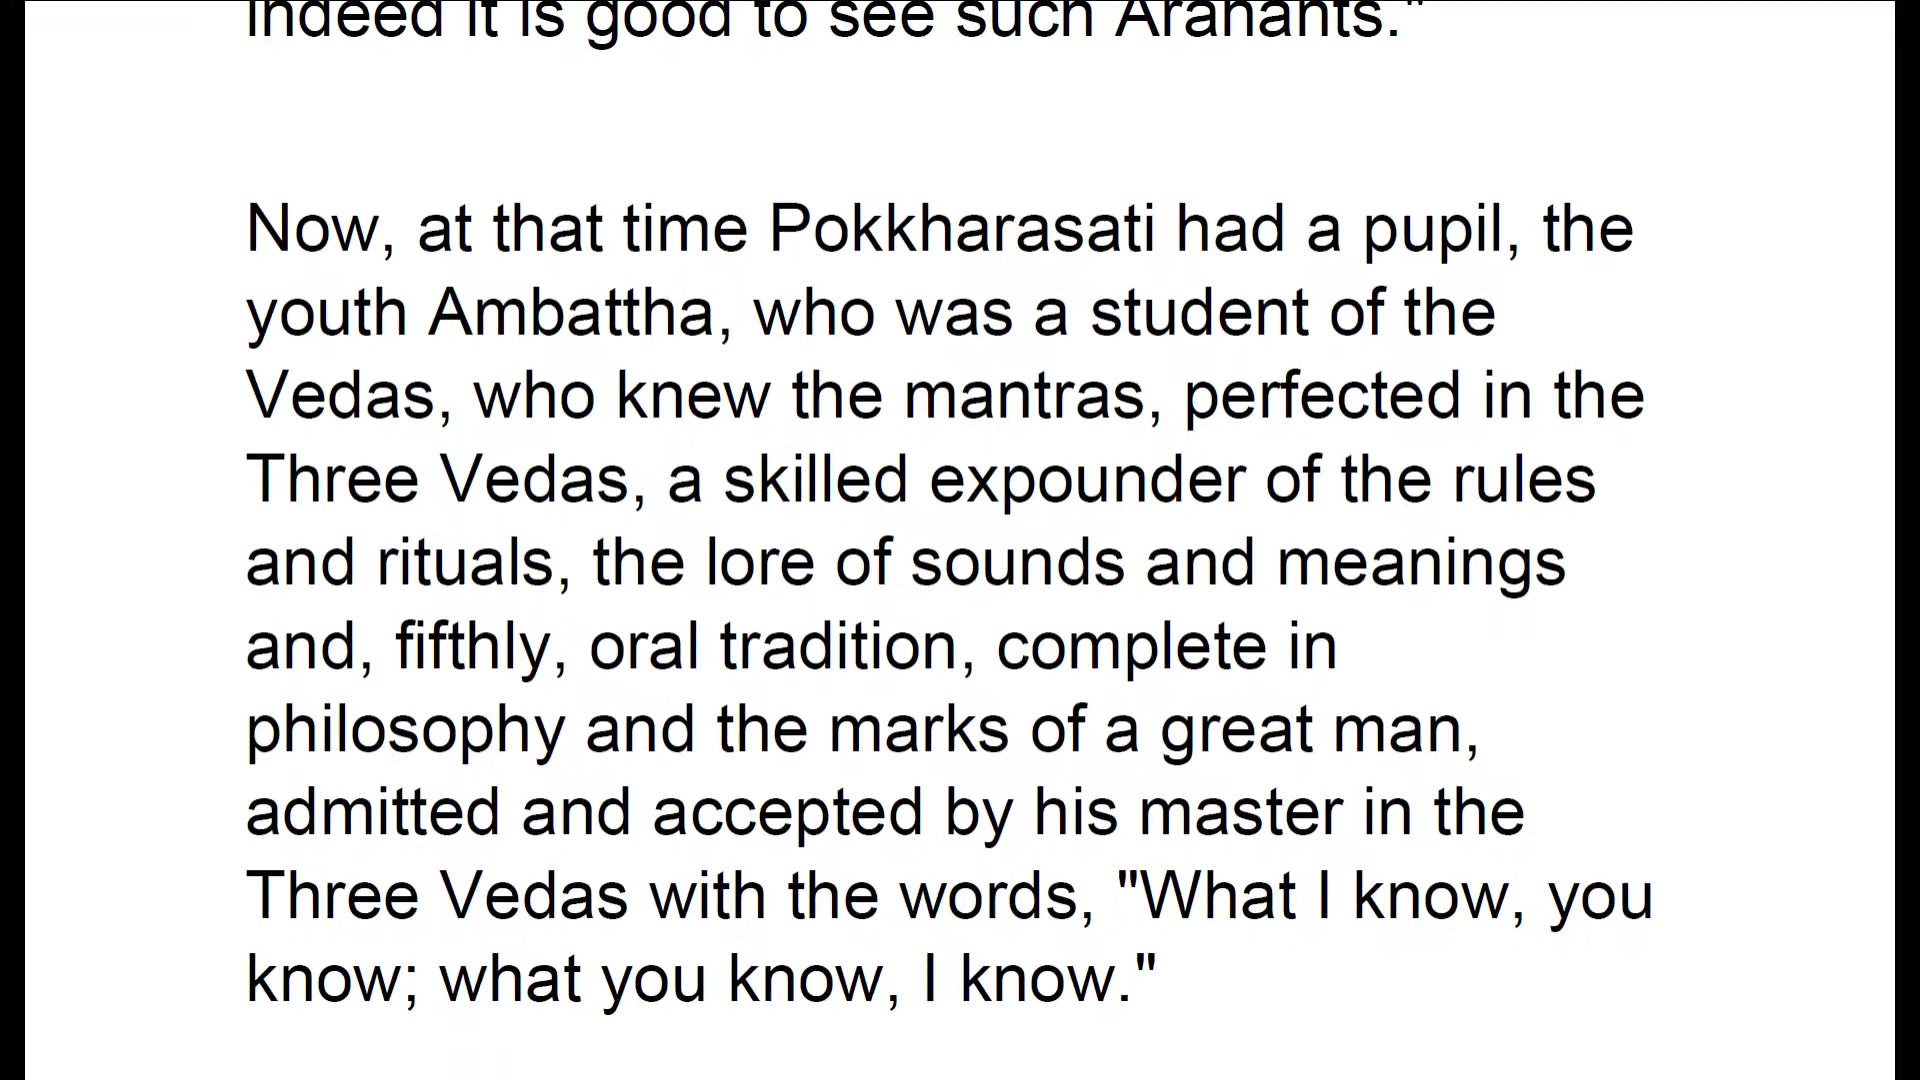 indeed it is good to see such Arahants."
Now, at that time Pokkharasati had a pupil, the
youth Ambattha, who was a student of the
Vedas, who knew the mantras, perfected in the
Three Vedas, a skilled expounder of the rules
and rituals, the lore of sounds and meanings
and, fifthly, oral tradition, complete in
philosophy and the marks of a great man,
admitted and accepted by his master in the
Three Vedas with the words, "What I know, you
know; what you know, I know."